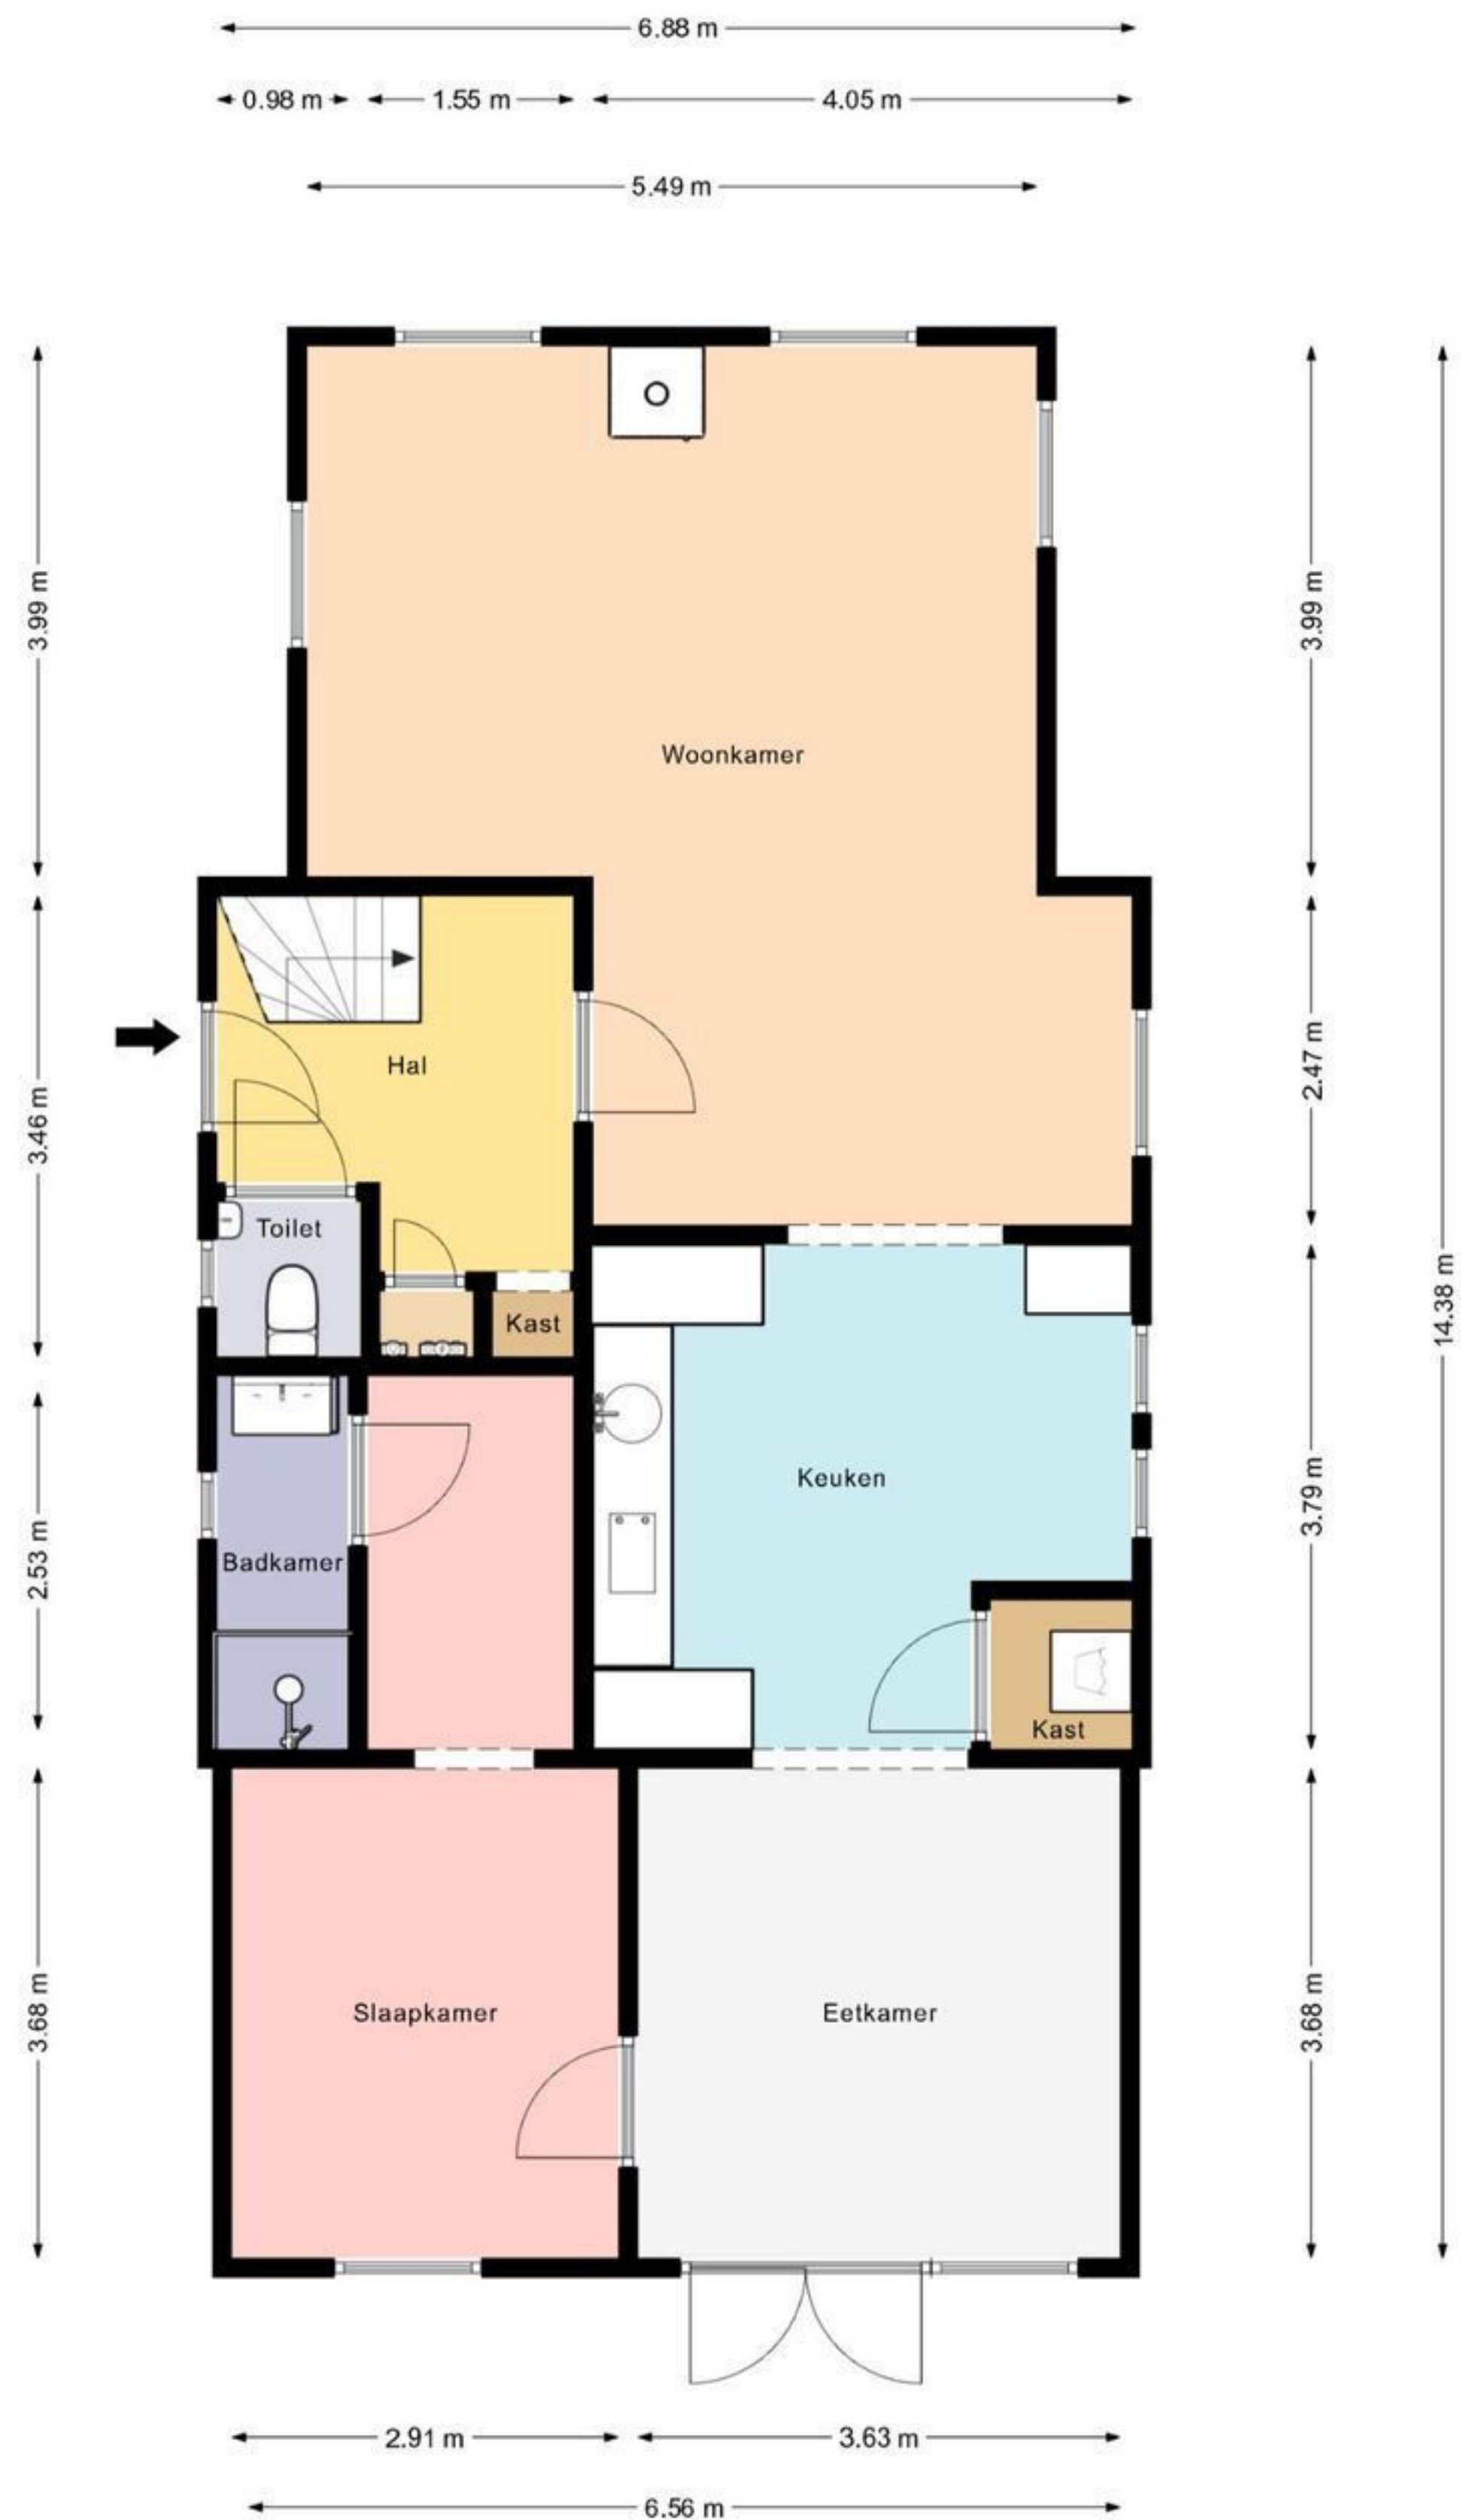 6.88 m
0.98 m 1.55 m 4.05 m
5.49 m
3.99 m
3.99 m
Woonkamer
Hal
2.47 m
3.46 m
Toilet
14.38 m
Kast
Keuken
3.79 m
2.53 m
Badkamer
Kast
Slaapkamer
Eetkamer
3.68 m
3.68 m
2.91 m 3.63 m
6.56 m